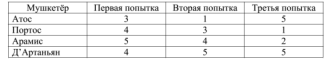 Мушкетёр Первая попытка Вторая попытка Третья попытка
Атос 3 1 5
Портос 4 3 1
Арамис 5 4 2
Д’Артаньян 4 5 5